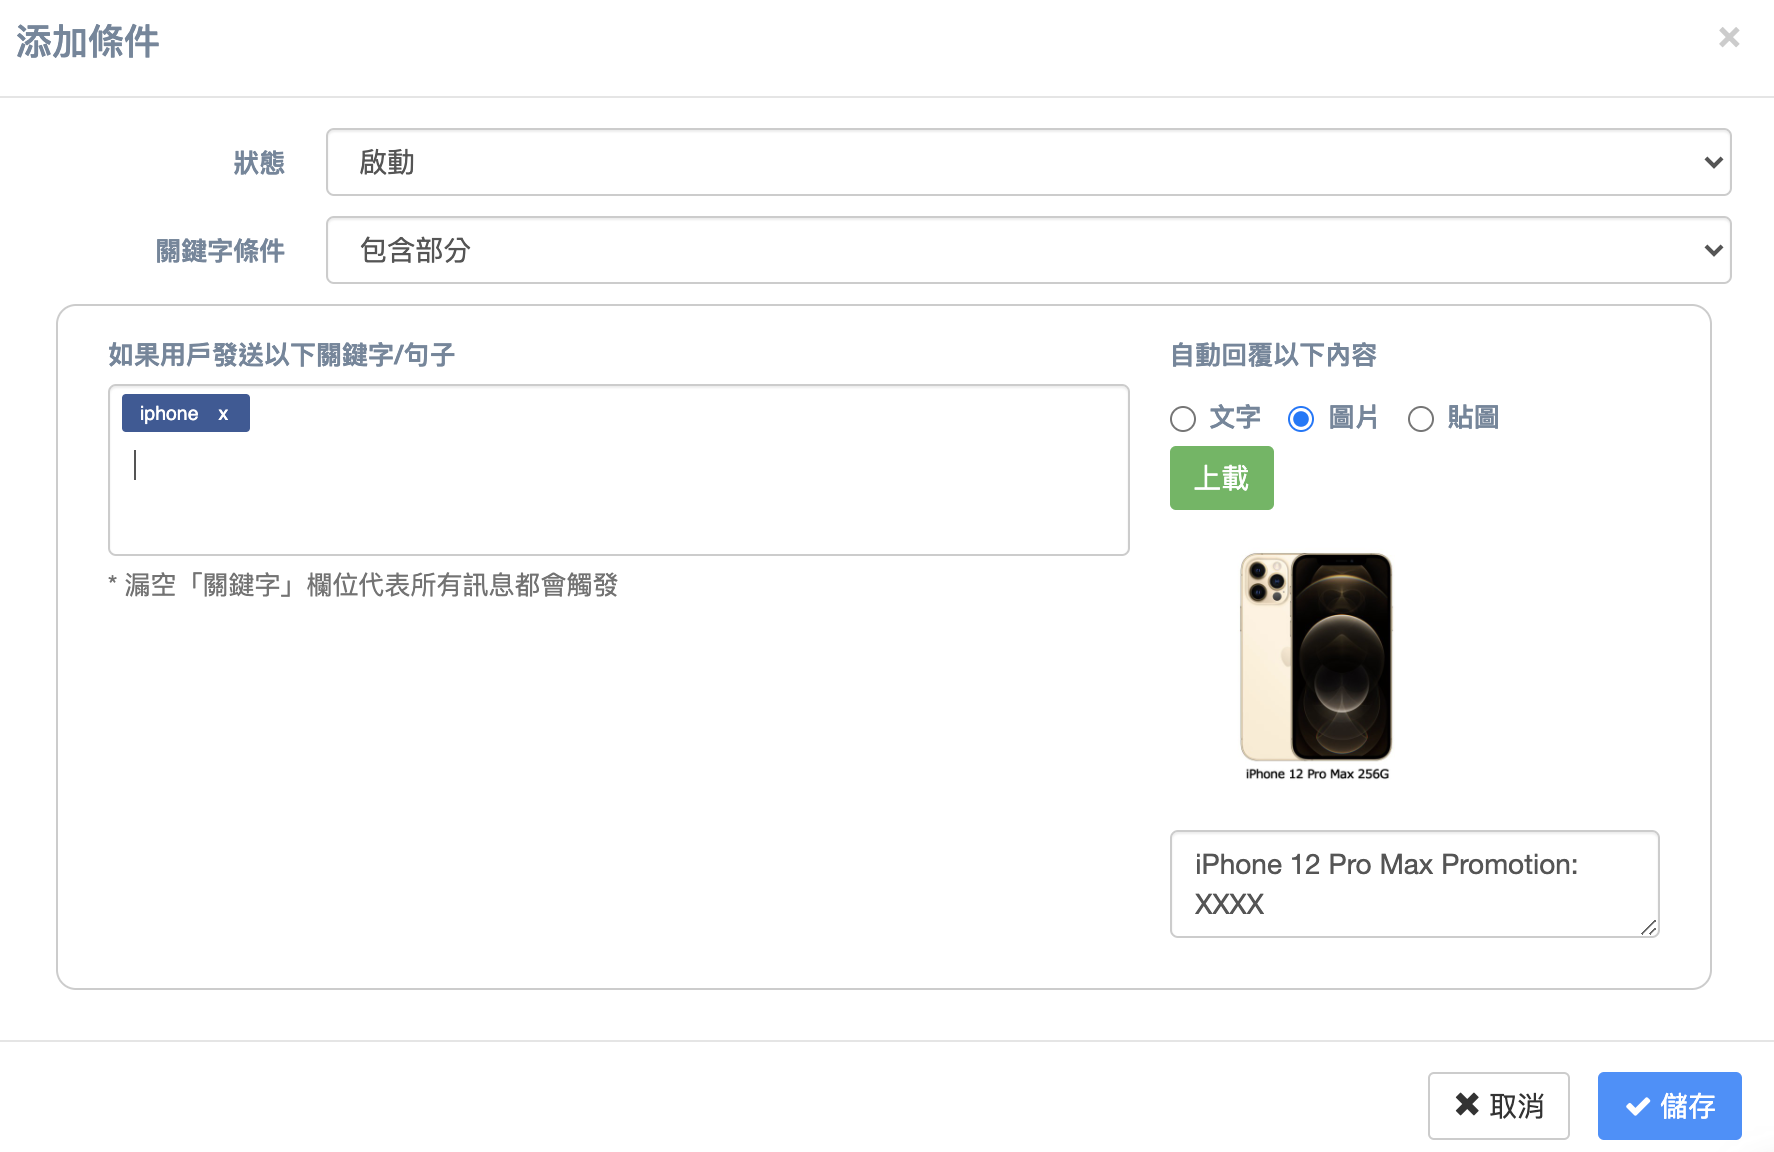 添加條件
×
狀態
啟動
關鍵字條件
包含部分
如果用戶發送以下關鍵字/句子
iphone x
* 漏空「關鍵字」欄位代表所有訊息都會觸發
自動回覆以下內容
文字 圖片 貼圖
上載
iPhone 12 Pro Max 256G
iPhone 12 Pro Max Promotion:
XXXX
✖ 取消
✔ 儲存